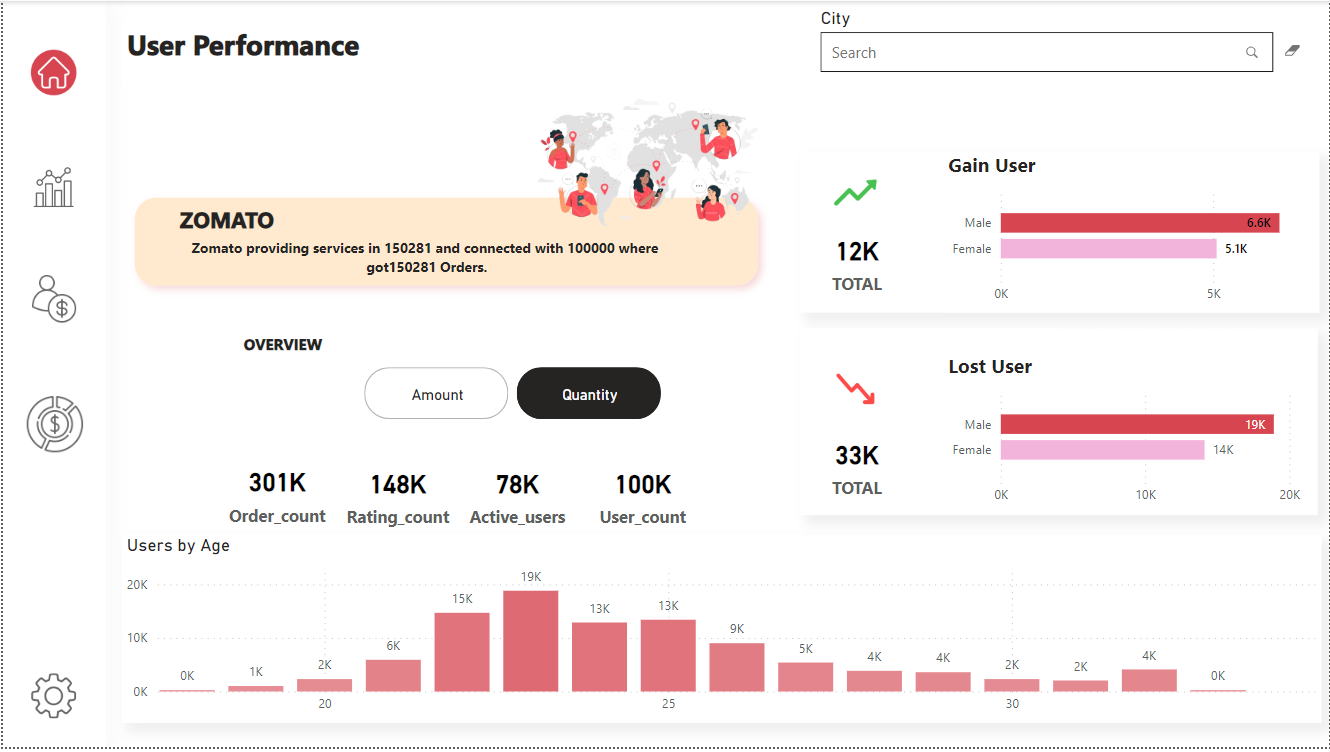 User Performance
City
Search
ZOMATO
Zomato providing services in 150281 and connected with 100000 where
got150281 Orders.
OVERVIEW
Amount
Quantity
301K
Order_count
148K
Rating_count
78K
Active_users
100K
User_count
12K
TOTAL
Gain User
Male
6.6K
Female
5.1K
0K
5K
33K
TOTAL
Lost User
Male
19K
Female
14K
0K
10K
20K
Users by Age
20K
10K
0K
0K
1K
2K
6K
15K
19K
13K
13K
9K
5K
4K
4K
2K
2K
4K
0K
20
25
30